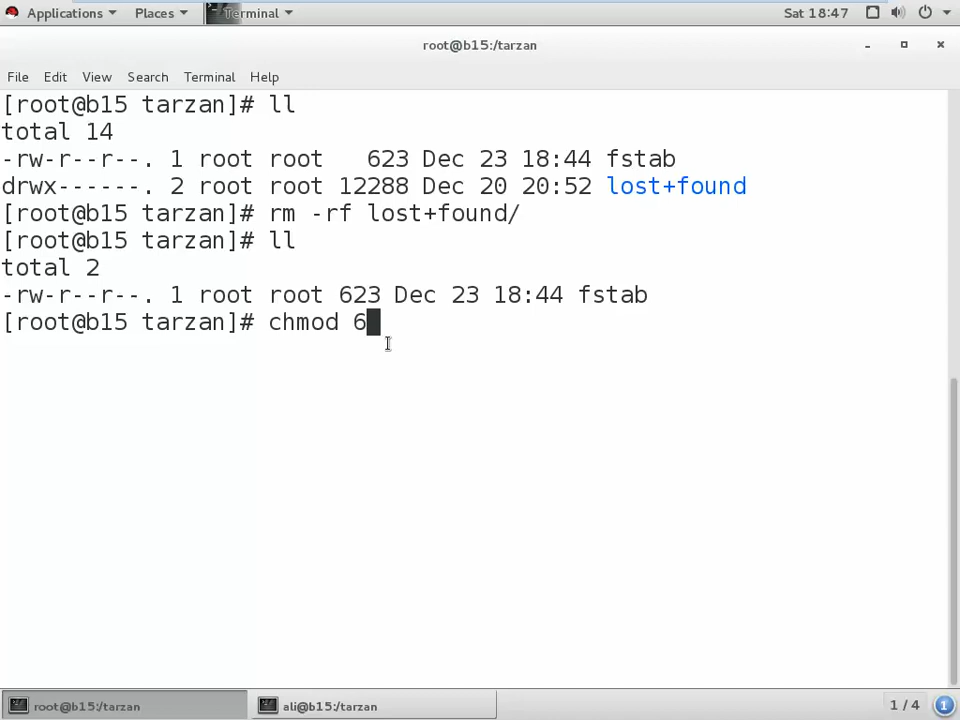 Applications Places Terminal Sat 18:47
root@b15:/tarzan
File Edit View Search Terminal Help
[root@b15 tarzan]# ll
total 14
-rw-r--r--. 1 root root   623 Dec 23 18:44 fstab
drwx------. 2 root root 12288 Dec 20 20:52 lost+found
[root@b15 tarzan]# rm -rf lost+found/
[root@b15 tarzan]# ll
total 2
-rw-r--r--. 1 root root 623 Dec 23 18:44 fstab
[root@b15 tarzan]# chmod 6
root@b15:/tarzan ali@b15:/tarzan 1 / 4 1